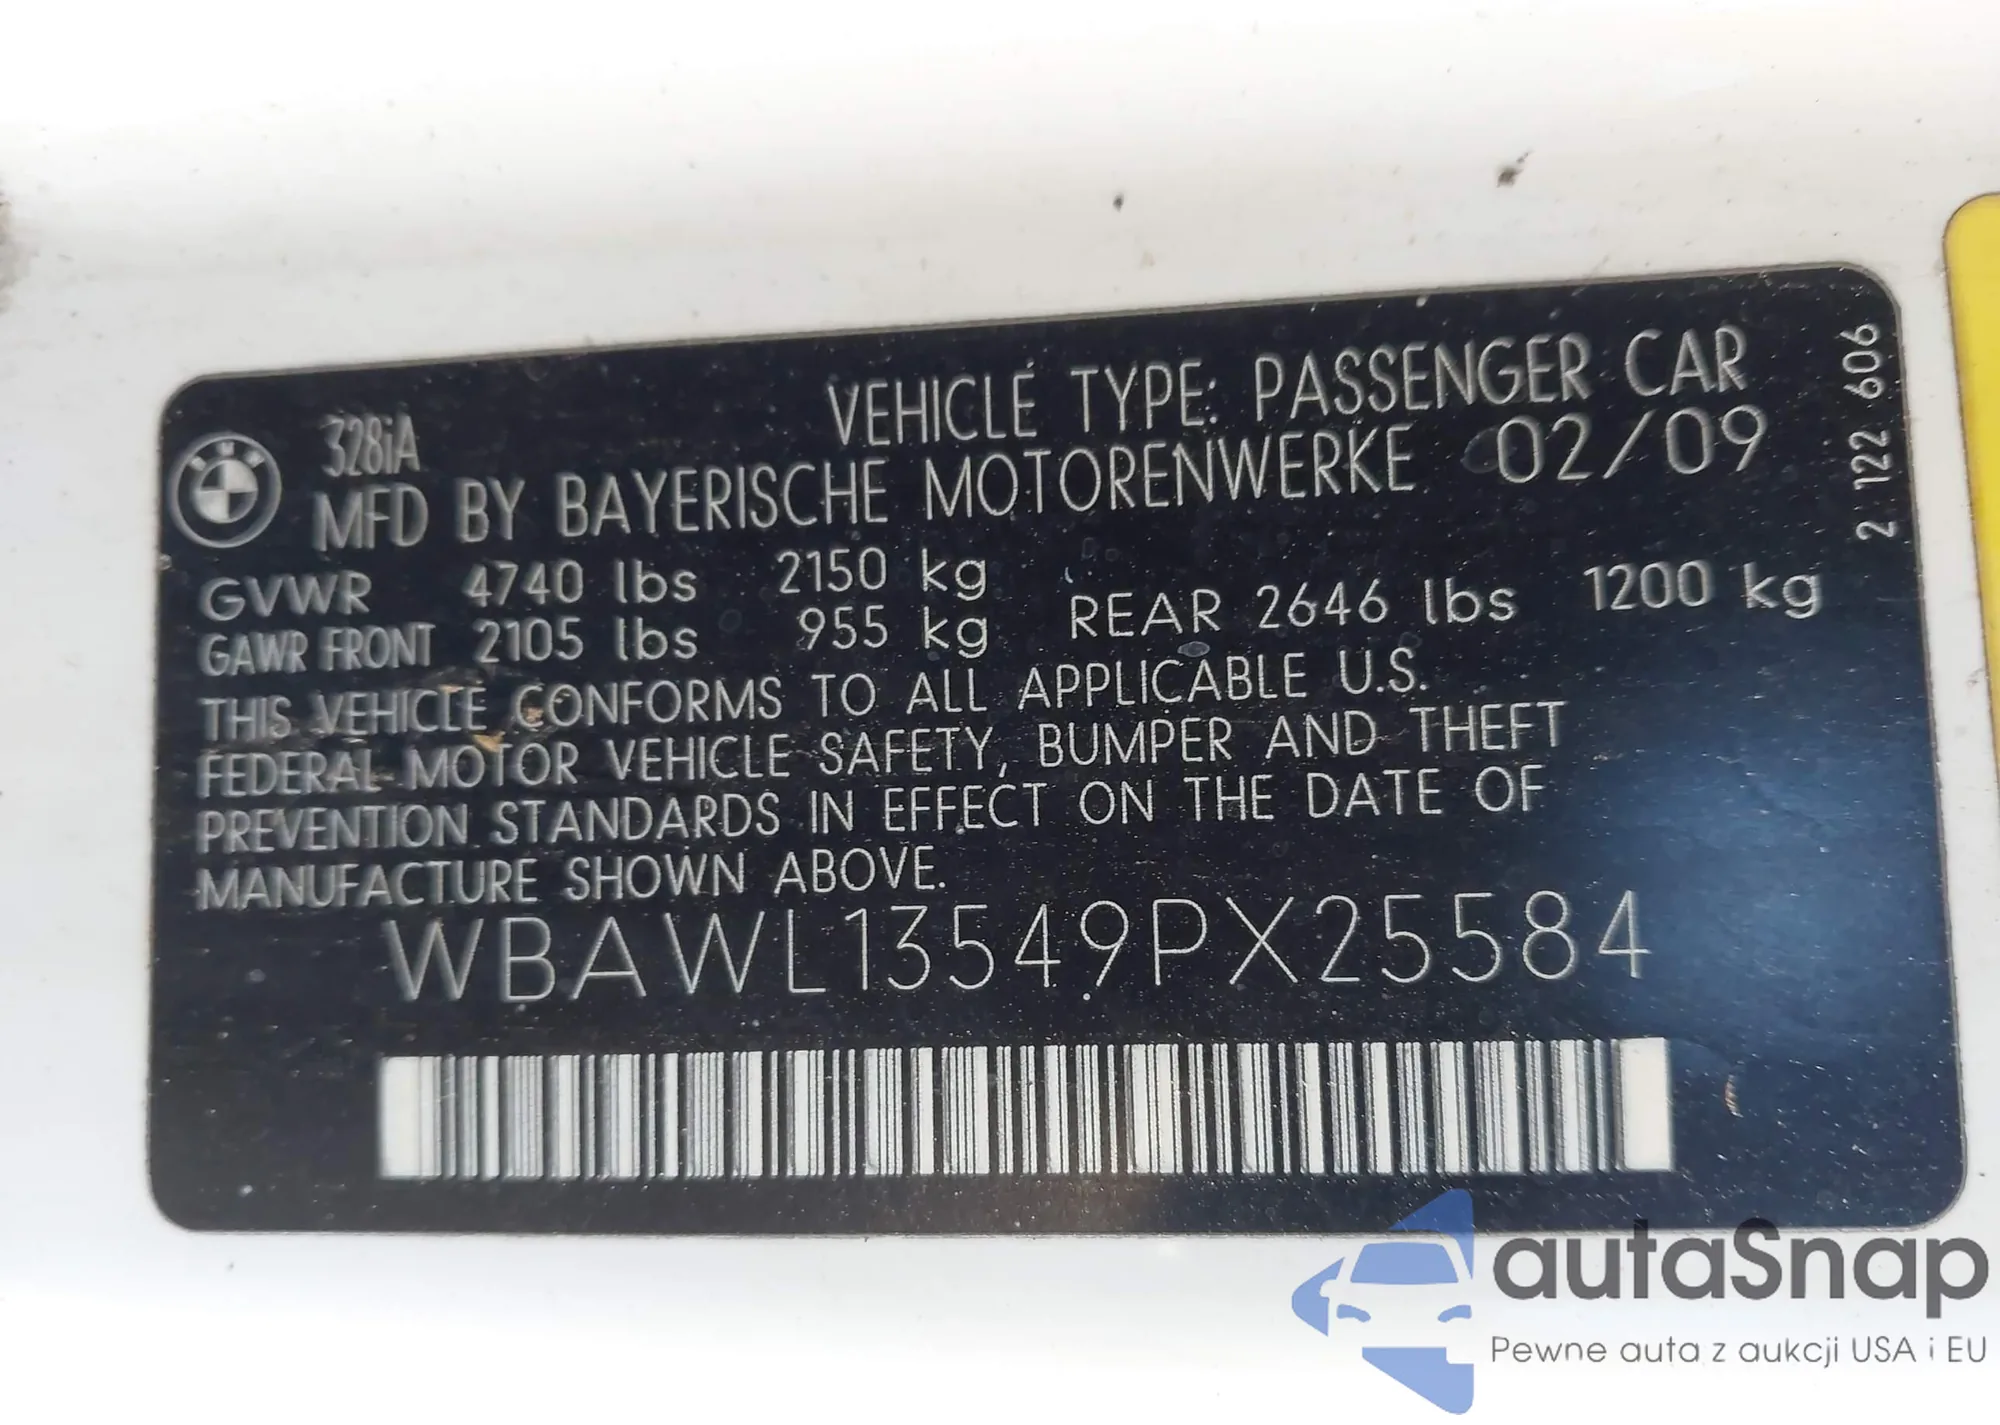 328iA
VEHICLE TYPE: PASSENGER CAR
MFD BY BAYERISCHE MOTORENWERKE 02/09
GVWR 4740 lbs 2150 kg
GAWR FRONT 2105 lbs 955 kg REAR 2646 lbs 1200 kg
THIS VEHICLE CONFORMS TO ALL APPLICABLE U.S.
FEDERAL MOTOR VEHICLE SAFETY, BUMPER AND THEFT
PREVENTION STANDARDS IN EFFECT ON THE DATE OF
MANUFACTURE SHOWN ABOVE.
WBAWL13549PX25584
2 122 606
BMW
autaSnap
Pewne auta z aukcji USA i EU